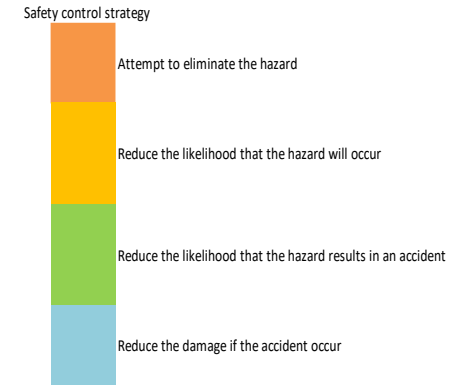 Safety control strategy
Attempt to eliminate the hazard
Reduce the likelihood that the hazard will occur
Reduce the likelihood that the hazard results in an accident
Reduce the damage if the accident occur